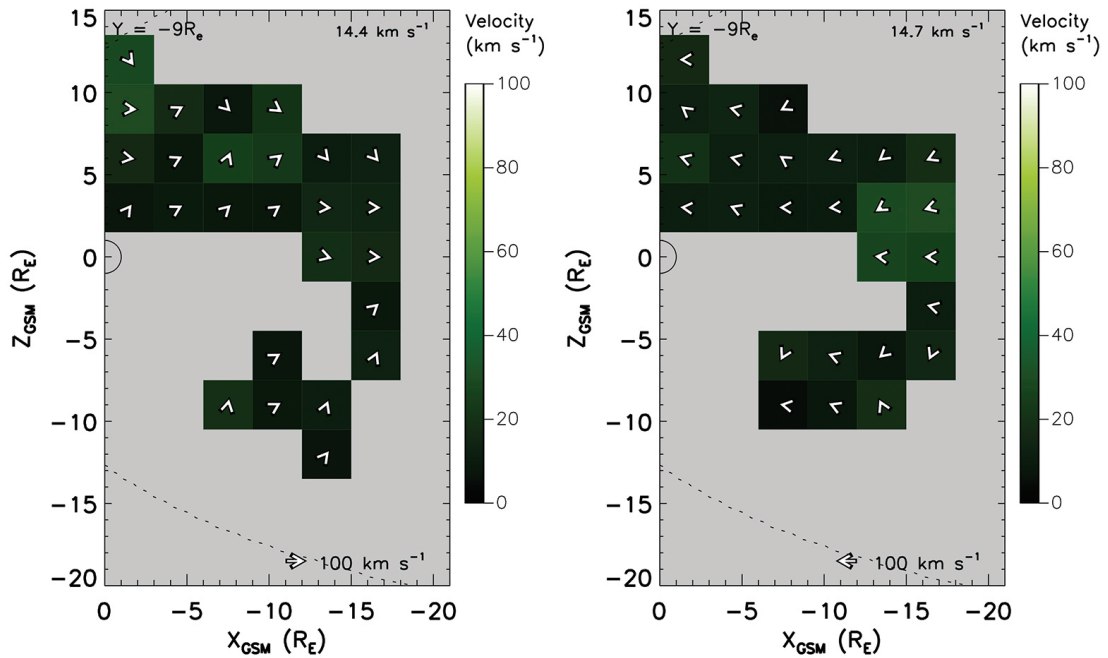 Y = −9Rₑ
14.4 km s⁻¹
Velocity
(km s⁻¹)
15
10
5
0
−5
−10
−15
−20
Z_GSM (R_E)
100
80
60
40
20
0
100 km s⁻¹
0 −5 −10 −15 −20
X_GSM (R_E)
Y = −9Rₑ
14.7 km s⁻¹
Velocity
(km s⁻¹)
15
10
5
0
−5
−10
−15
−20
Z_GSM (R_E)
100
80
60
40
20
0
100 km s⁻¹
0 −5 −10 −15 −20
X_GSM (R_E)